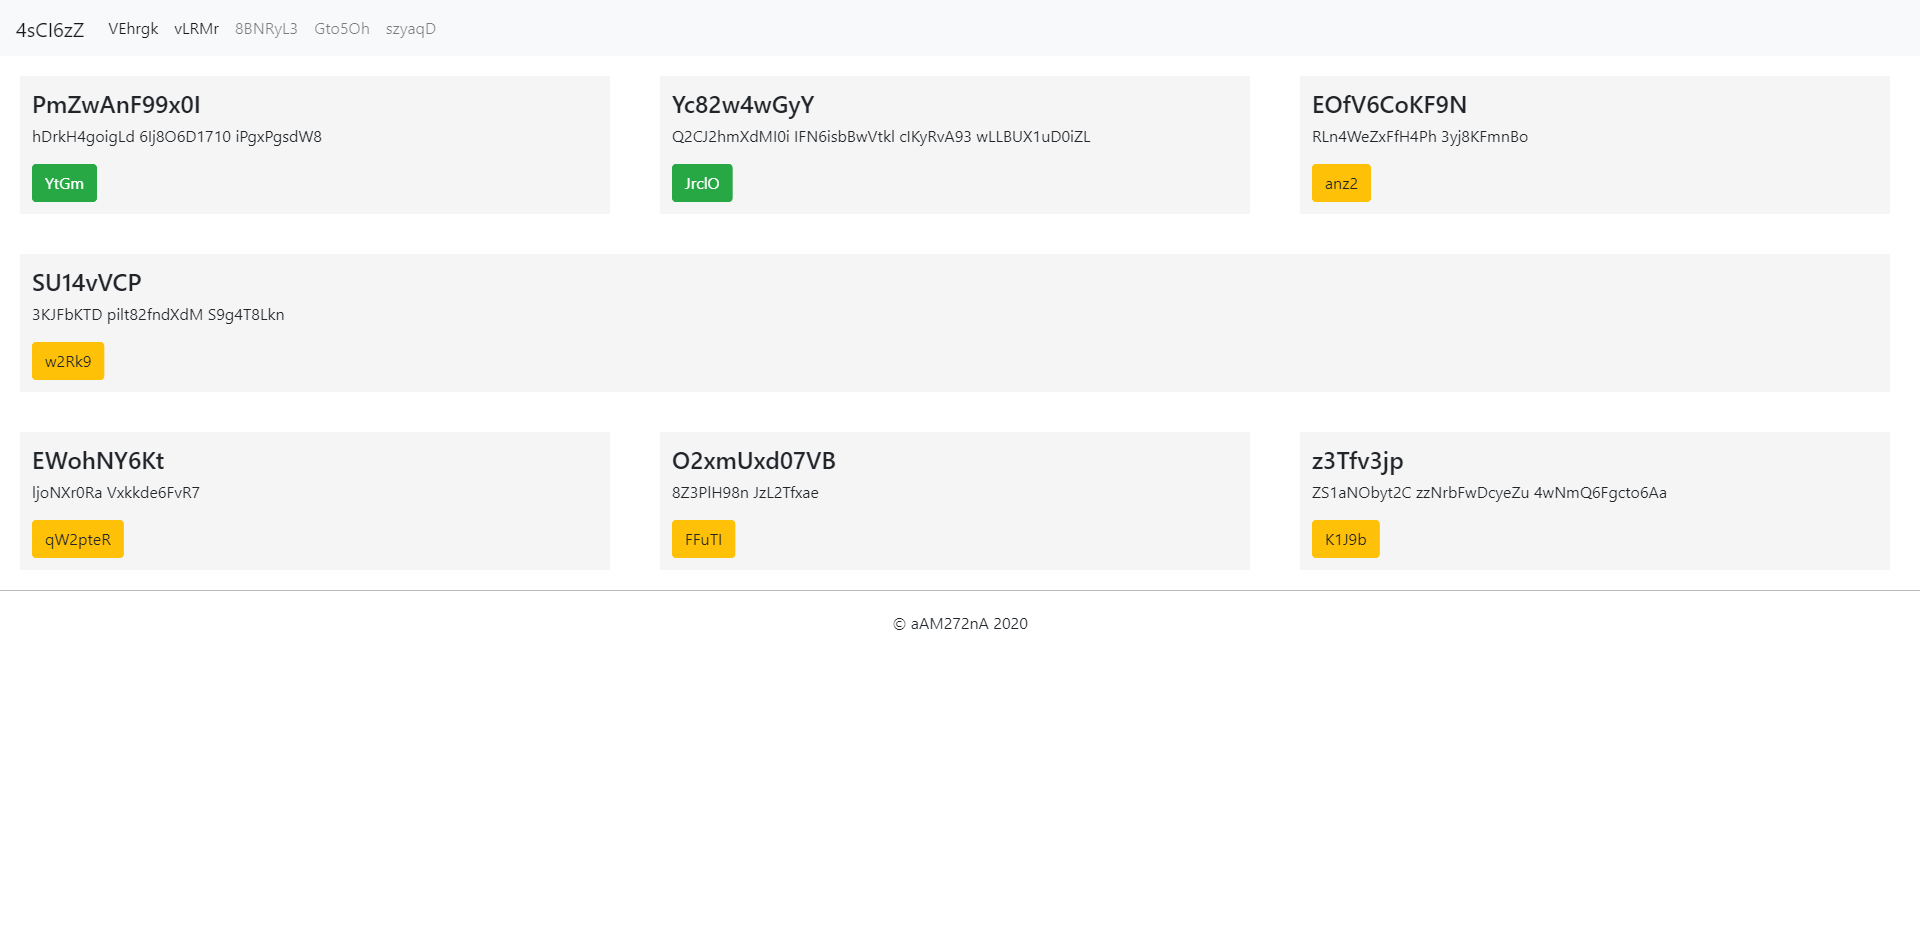 4sCI6zZ VEhrgk vLRMr 8BNRyL3 Gto5Oh szyaqD
PmZwAnF99x0I
hDrkH4goigLd 6Ij8O6D1710 iPgxPgsdW8
YtGm
Yc82w4wGyY
Q2CJ2hmXdMI0i IFN6isbBwVtkl cIKyRvA93 wLLBUX1uD0iZL
JrclO
EOfV6CoKF9N
RLn4WeZxFfH4Ph 3yj8KFmnBo
anz2
SU14vVCP
3KJFbKTD pilt82fndXdM S9g4T8Lkn
w2Rk9
EWohNY6Kt
ljoNXr0Ra Vxkkde6FvR7
qW2pteR
O2xmUxd07VB
8Z3PlH98n JzL2Tfxae
FFuTl
z3Tfv3jp
ZS1aNObyt2C zzNrbFwDcyeZu 4wNmQ6Fgcto6Aa
K1J9b
© aAM272nA 2020